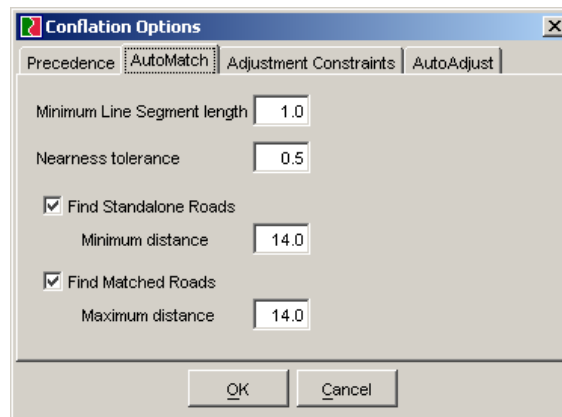 Conflation Options
Precedence AutoMatch Adjustment Constraints AutoAdjust
Minimum Line Segment length 1.0
Nearness tolerance 0.5
Find Standalone Roads
Minimum distance 14.0
Find Matched Roads
Maximum distance 14.0
OK Cancel